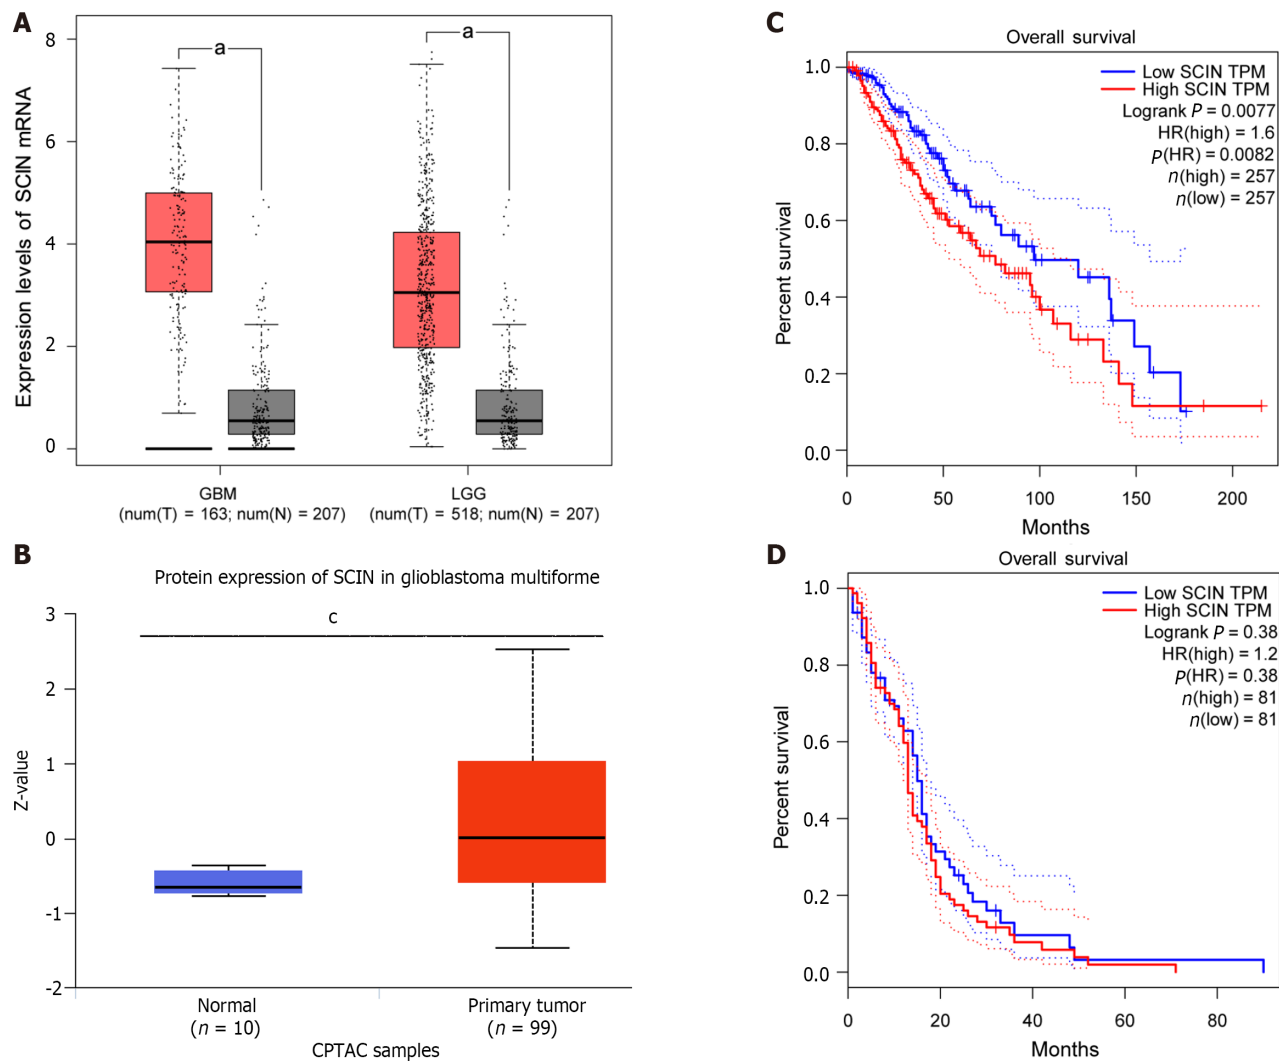 A
Expression levels of SCIN mRNA
8
6
4
2
0
a
a
GBM
(num(T) = 163; num(N) = 207)
LGG
(num(T) = 518; num(N) = 207)
B
Protein expression of SCIN in glioblastoma multiforme
c
Z-value
3
2
1
0
-1
-2
Normal
(n = 10)
Primary tumor
(n = 99)
CPTAC samples
C
Overall survival
Low SCIN TPM
High SCIN TPM
Logrank P = 0.0077
HR(high) = 1.6
p(HR) = 0.0082
n(high) = 257
n(low) = 257
Percent survival
1.0
0.8
0.6
0.4
0.2
0.0
0 50 100 150 200
Months
D
Overall survival
Low SCIN TPM
High SCIN TPM
Logrank P = 0.38
HR(high) = 1.2
p(HR) = 0.38
n(high) = 81
n(low) = 81
Percent survival
1.0
0.8
0.6
0.4
0.2
0.0
0 20 40 60 80
Months